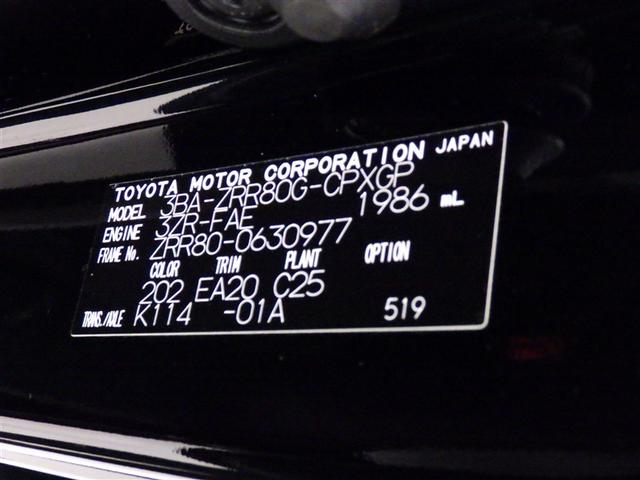 TOYOTA MOTOR CORPORATION JAPAN
MODEL 3BA-ZRR80G-CPXGP
ENGINE 3ZR-FAE 1986 mL
FRAME No. ZRR80-0630977
COLOR TRIM PLANT OPTION
202 EA20 C25
TRANS./AXLE K114 -01A 519